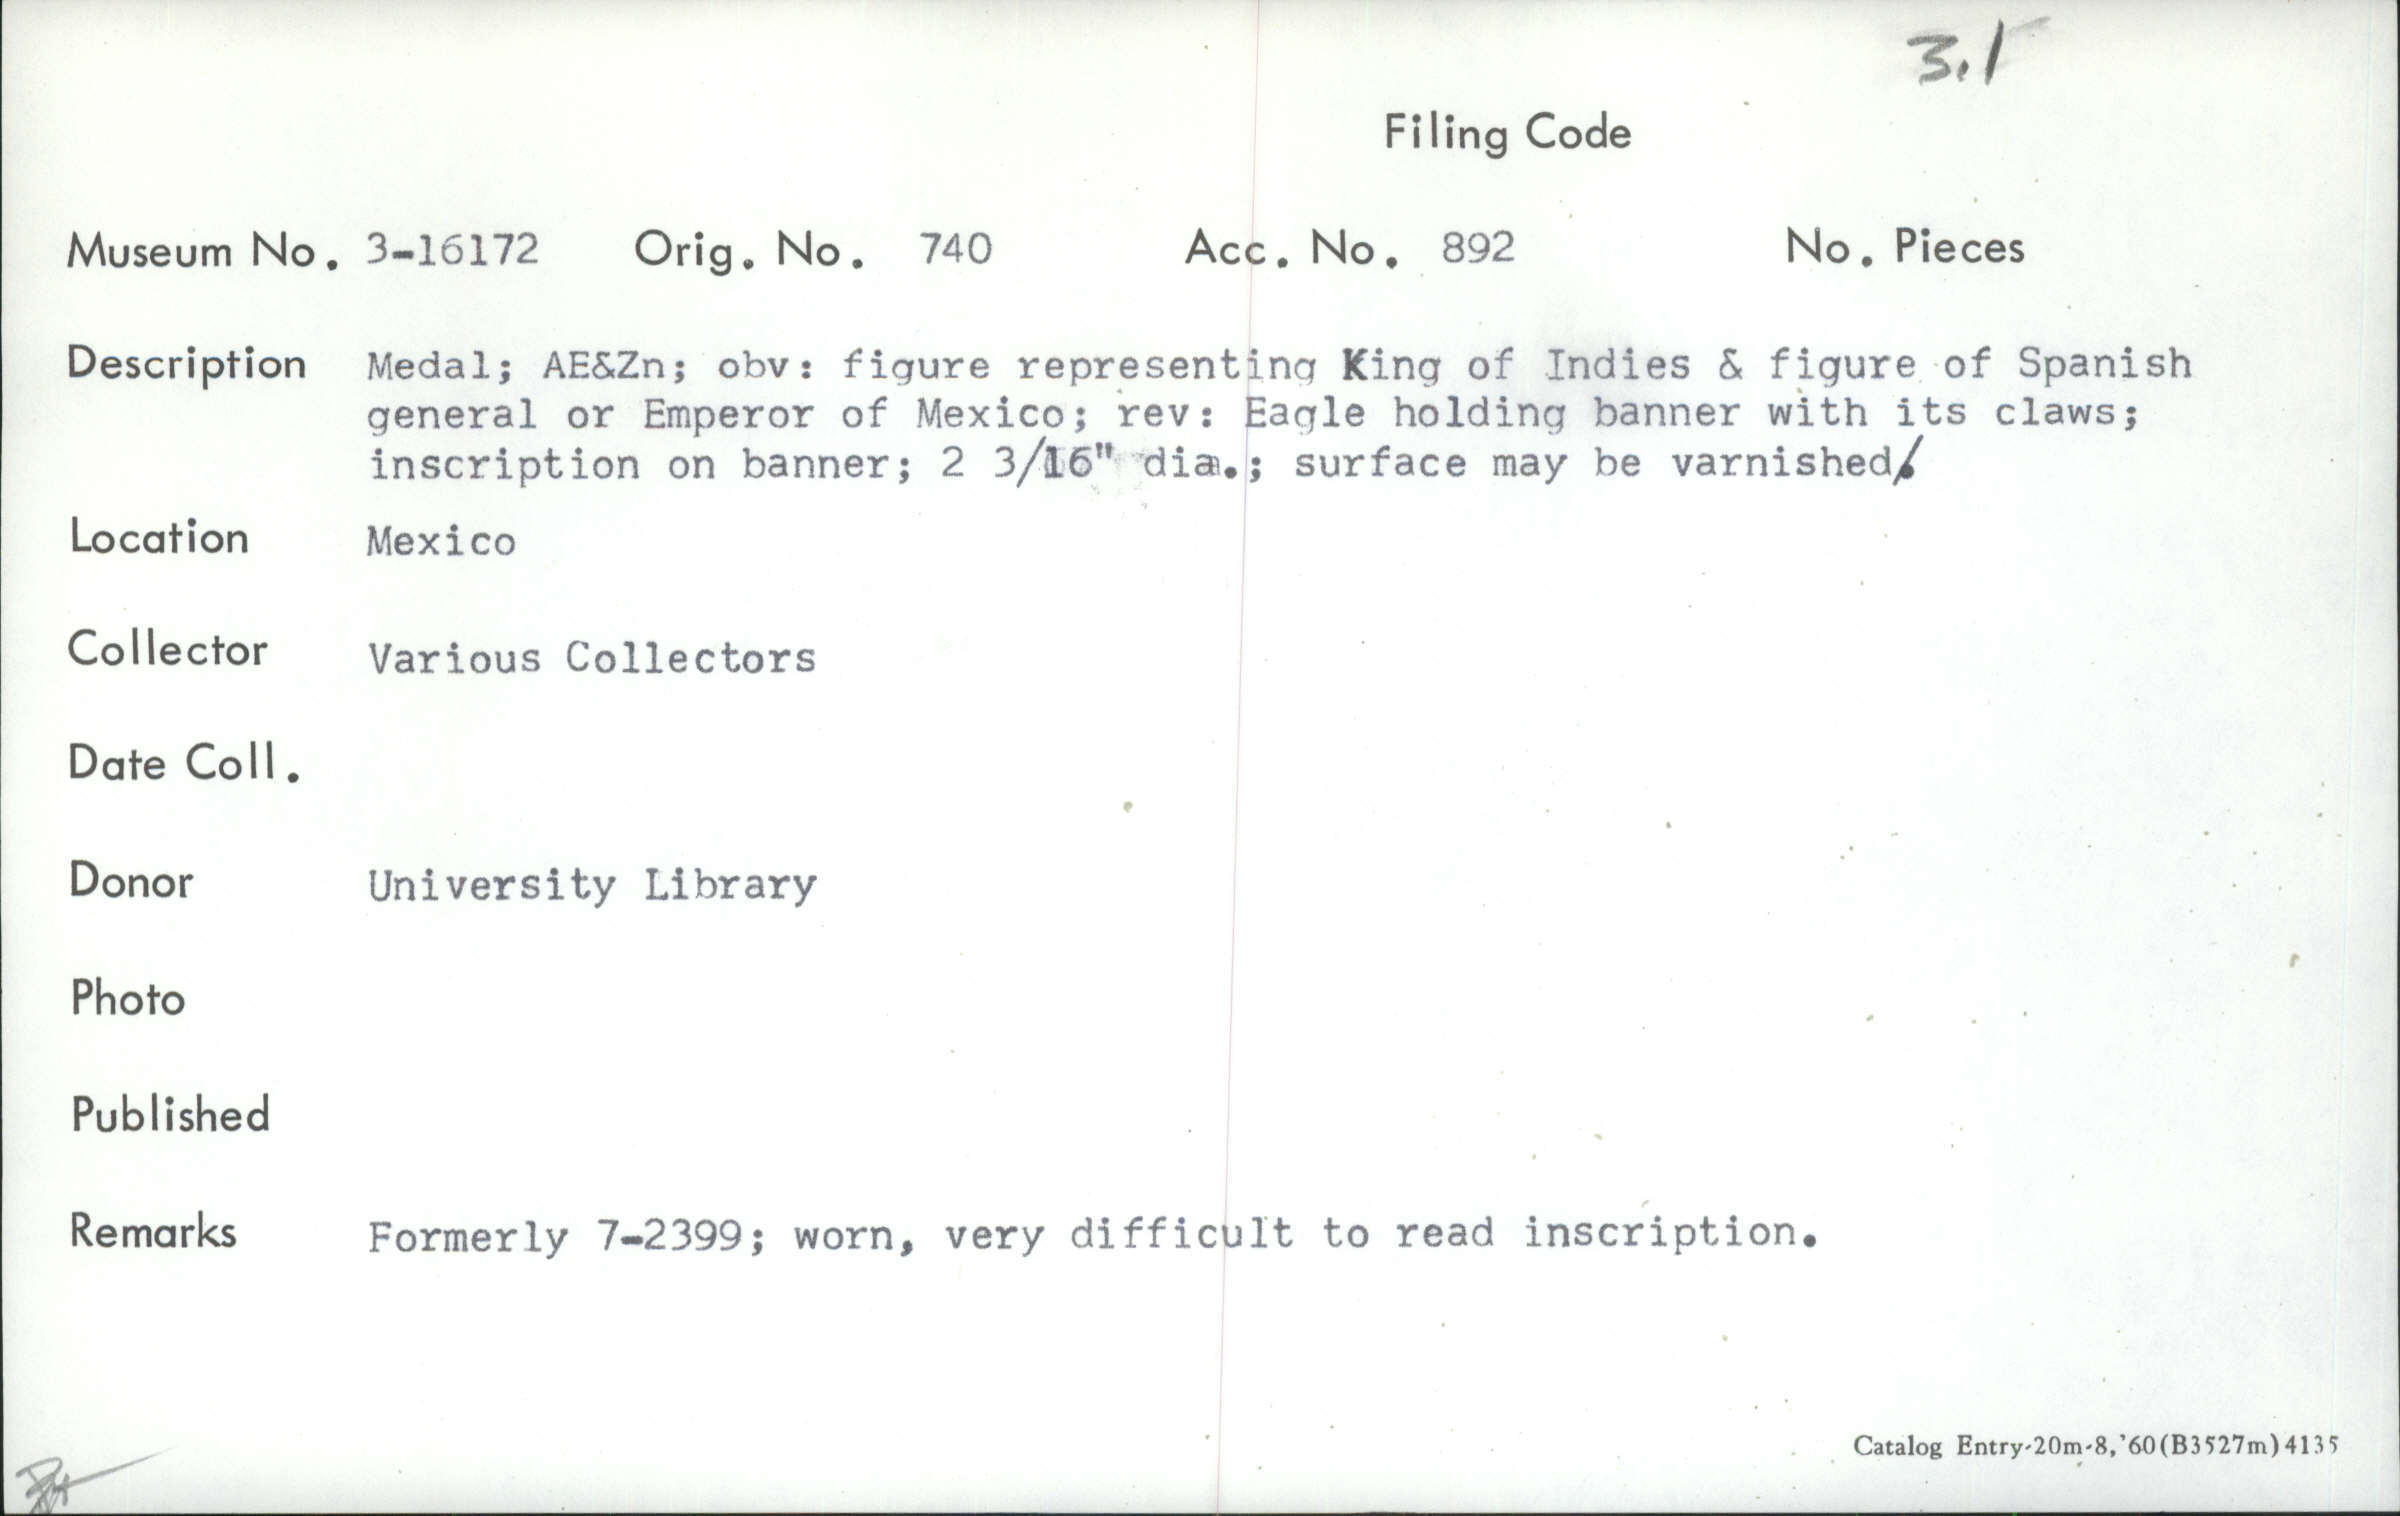 3.1
Filing Code
Museum No. 3-16172 Orig. No. 740 Acc. No. 892 No. Pieces
Description Medal; AE&Zn; obv: figure representing King of Indies & figure of Spanish
general or Emperor of Mexico; rev: Eagle holding banner with its claws;
inscription on banner; 2 3/16" dia.; surface may be varnished.
Location Mexico
Collector Various Collectors
Date Coll.
Donor University Library
Photo
Published
Remarks Formerly 7-2399; worn, very difficult to read inscription.
Catalog Entry-20m-8,'60(B3527m)4135